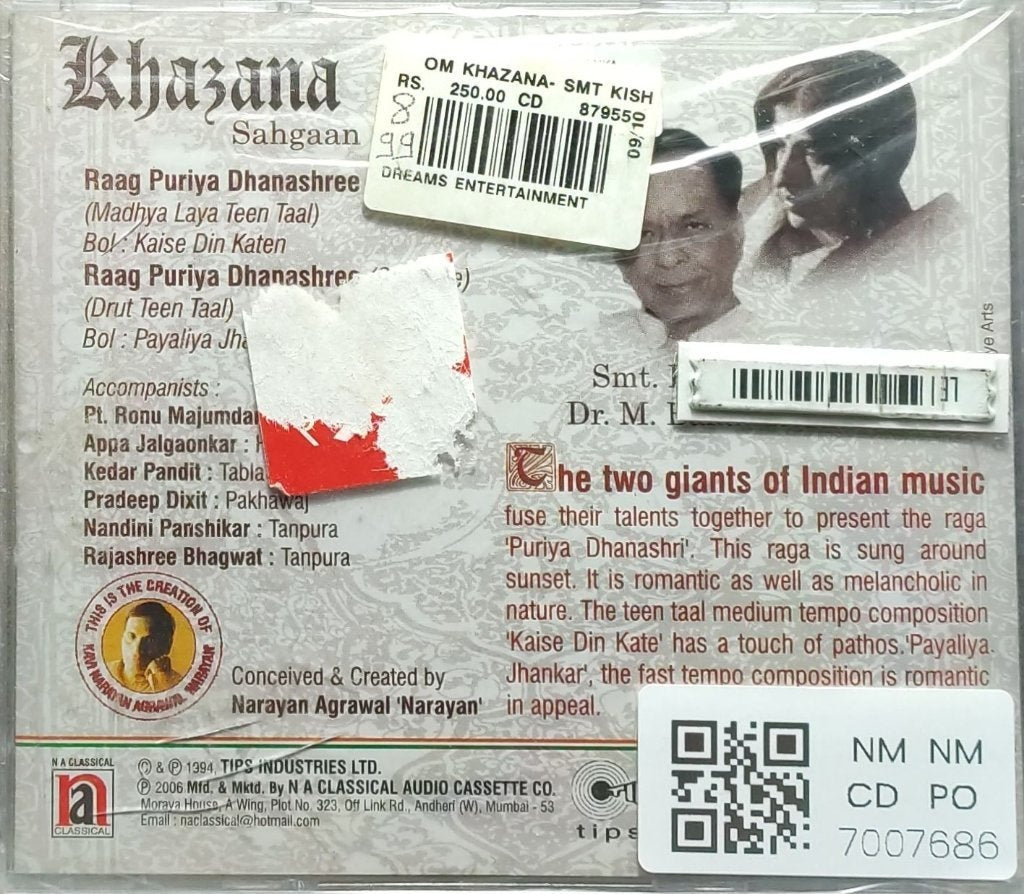 Khazana
Sahgaan
OM KHAZANA- SMT KISH
RS. 250.00 CD 879550
09/10
8
99
DREAMS ENTERTAINMENT
Raag Puriya Dhanashree
(Madhya Laya Teen Taal)
Bol : Kaise Din Katen
Raag Puriya Dhanashree
(Drut Teen Taal)
Bol : Payaliya
Accompanists :
Pt. Ronu Majumdar
Appa Jalgaonkar :
Kedar Pandit : Tabla
Pradeep Dixit : Pakhawaj
Nandini Panshikar : Tanpura
Rajashree Bhagwat : Tanpura
Arts
Smt.
Dr. M.
The two giants of Indian music
fuse their talents together to present the raga
'Puriya Dhanashri'. This raga is sung around
sunset. It is romantic as well as melancholic in
nature. The teen taal medium tempo composition
'Kaise Din Kate' has a touch of pathos.'Payaliya
Jhankar', the fast tempo composition is romantic
in appeal.
THIS IS THE CREATION OF
KAVI NARAYAN AGRAWAL 'NARAYAN'
Conceived & Created by
Narayan Agrawal 'Narayan'
N A CLASSICAL
na
CLASSICAL
© & ℗ 1994, TIPS INDUSTRIES LTD.
℗ 2006 Mfd. & Mktd. By N A CLASSICAL AUDIO CASSETTE CO.
Morava House, A Wing, Plot No. 323, Off Link Rd., Andheri (W), Mumbai - 53
Email : naclassical@hotmail.com
tips
NM NM
CD PO
7007686